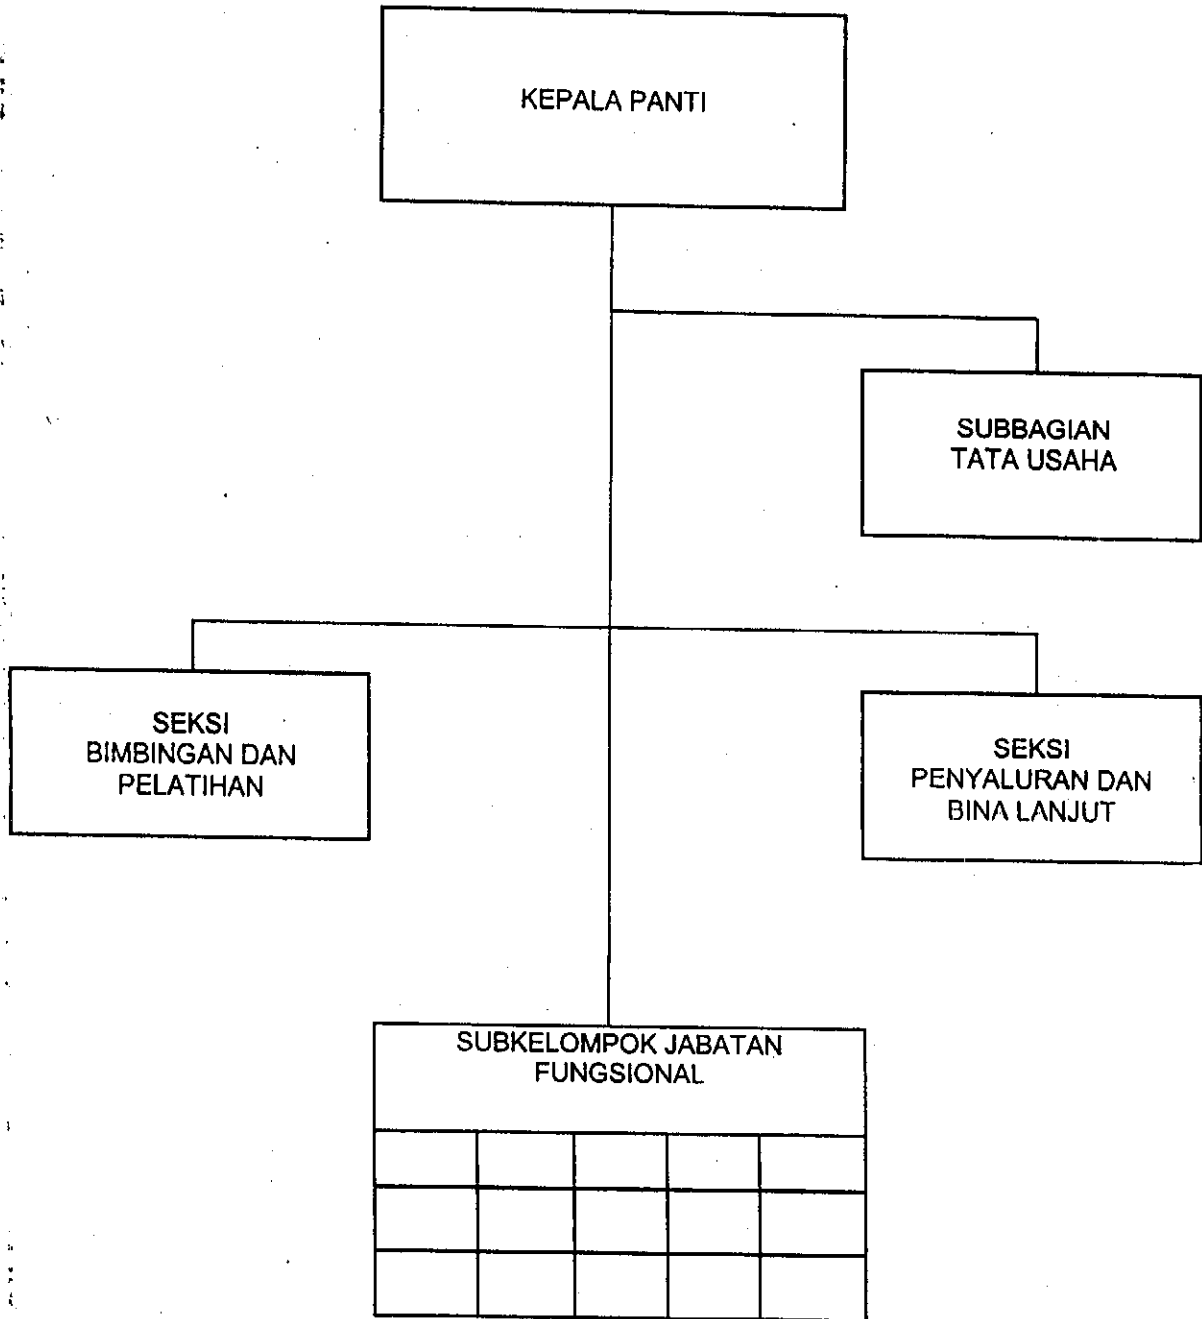 KEPALA PANTI
SUBBAGIAN
TATA USAHA
SEKSI
BIMBINGAN DAN
PELATIHAN
SEKSI
PENYALURAN DAN
BINA LANJUT
SUBKELOMPOK JABATAN
FUNGSIONAL